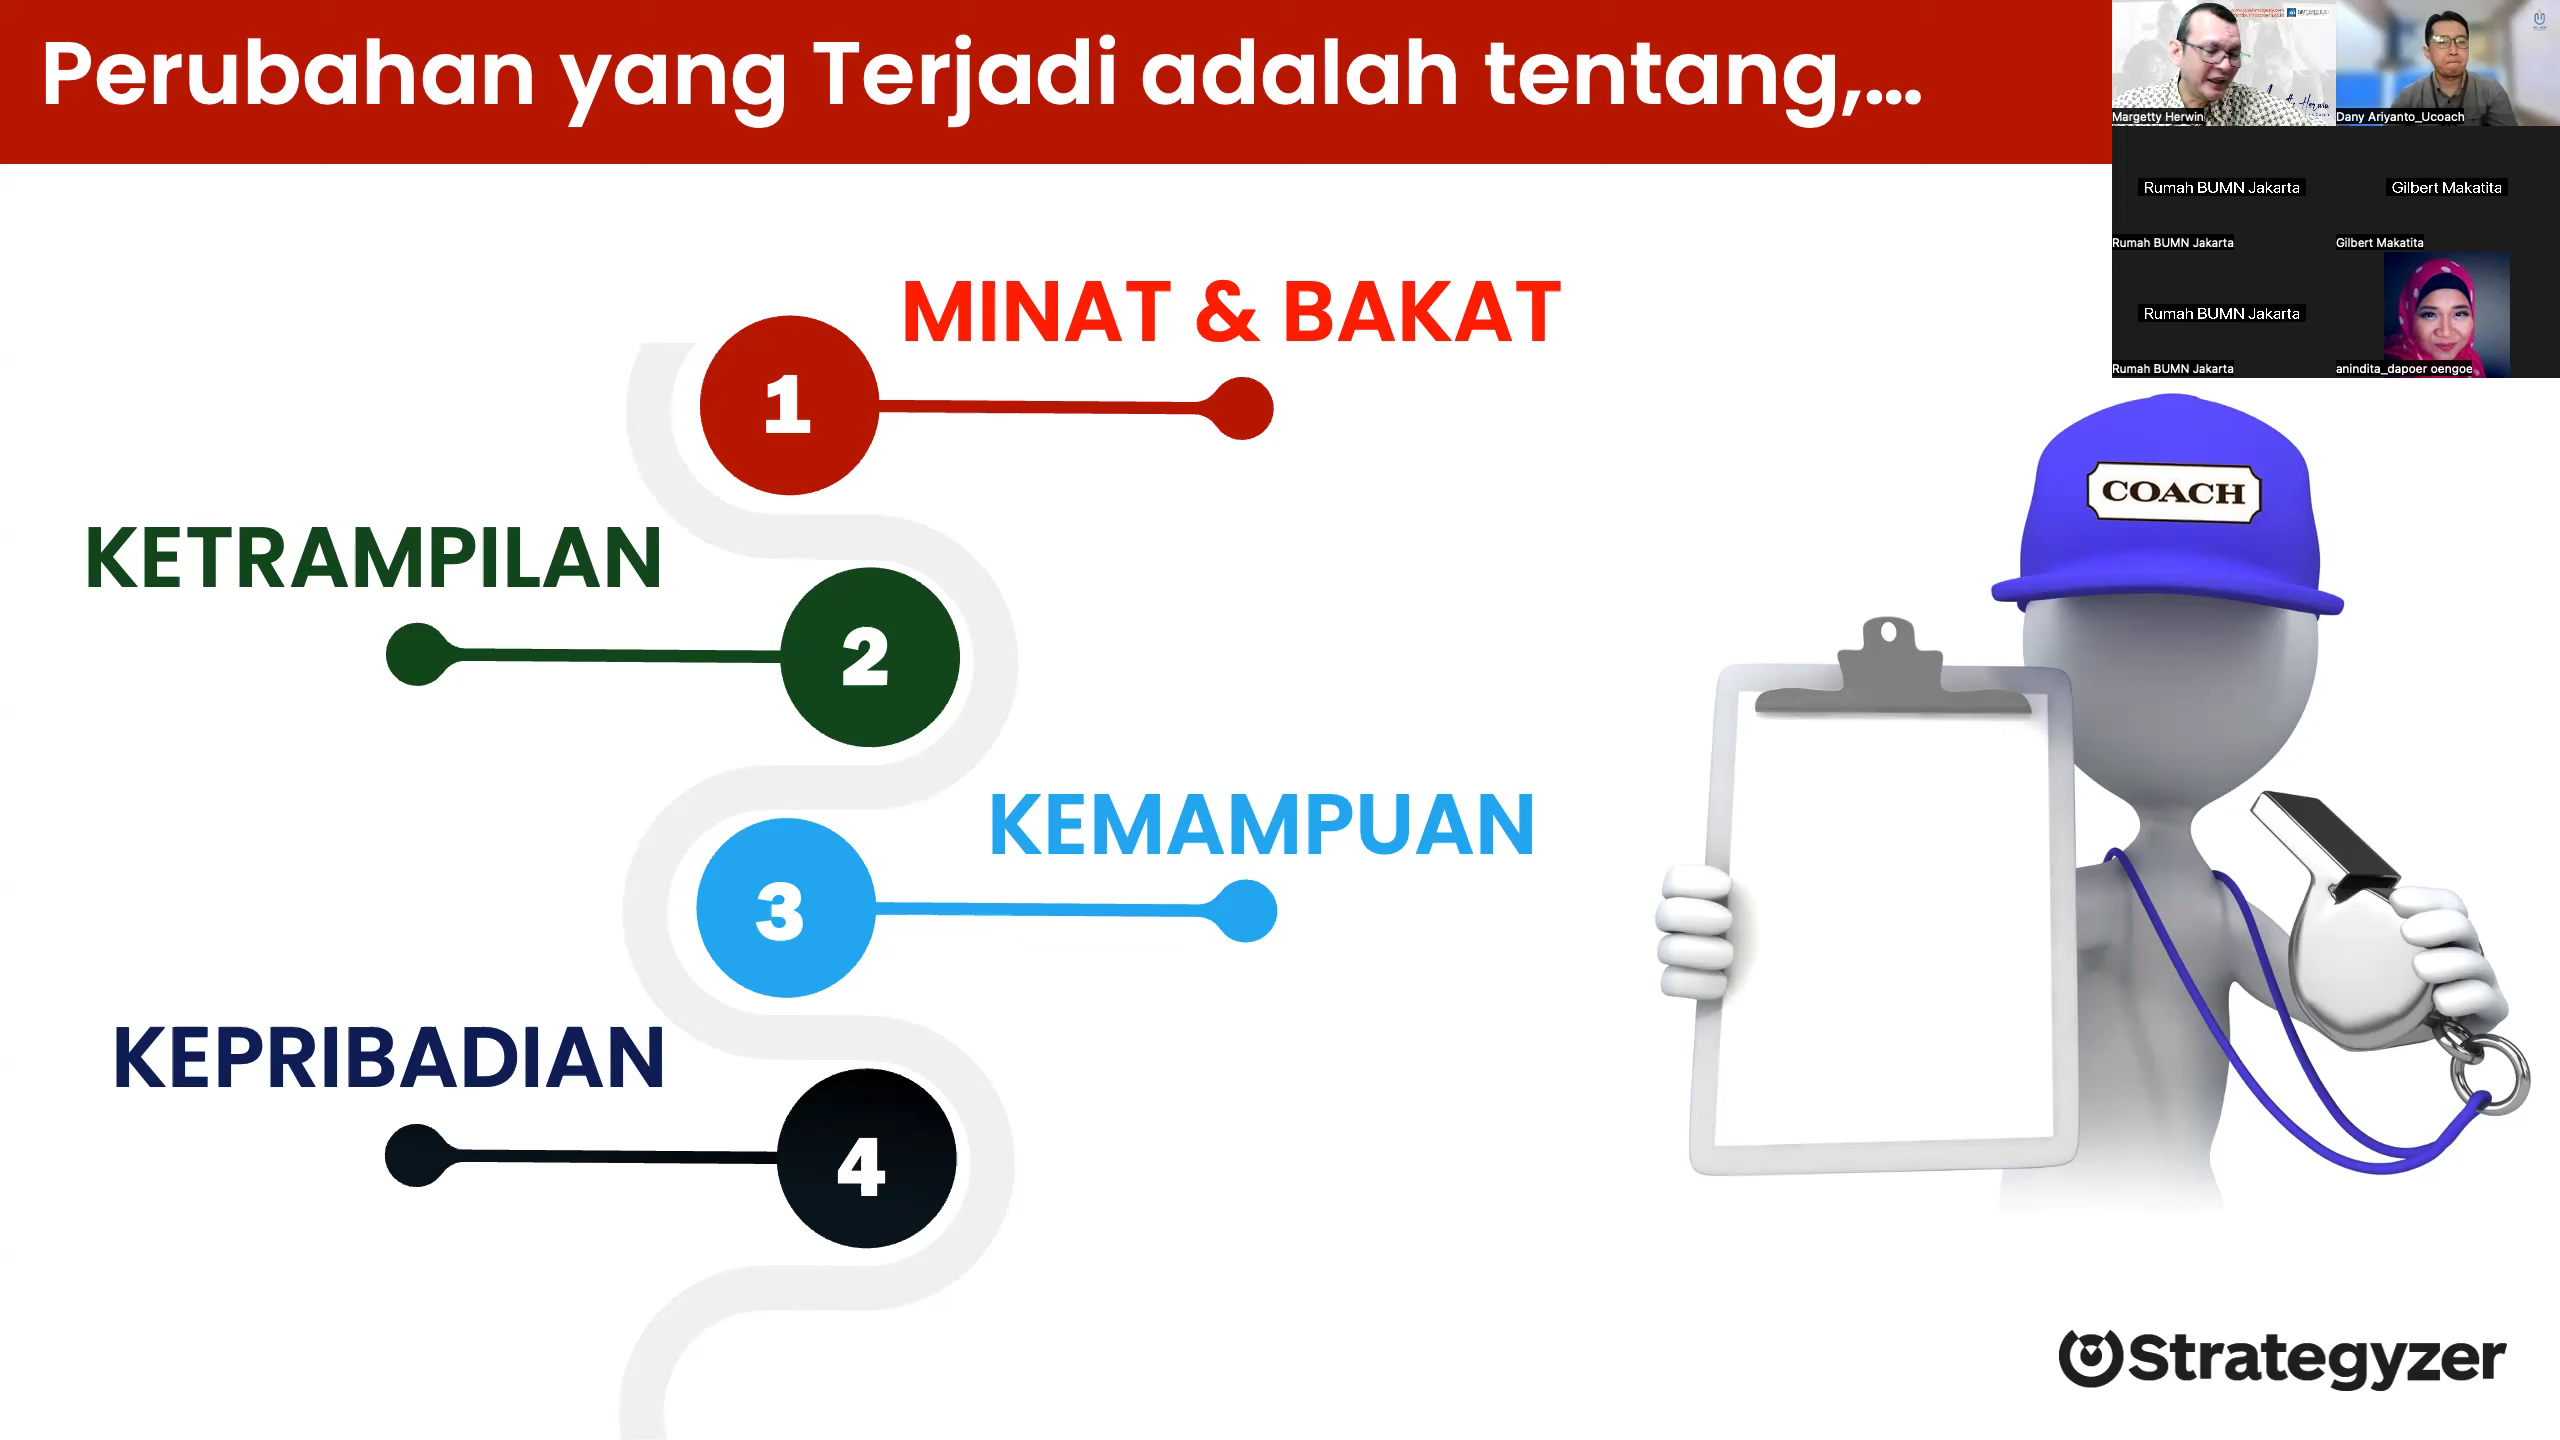 Perubahan yang Terjadi adalah tentang,...
Margetty Herwin
Dany Ariyanto_Ucoach
Rumah BUMN Jakarta
Gilbert Makatita
Rumah BUMN Jakarta
Gilbert Makatita
Rumah BUMN Jakarta
Rumah BUMN Jakarta
anindita_dapoer oengoe
MINAT & BAKAT
1
KETRAMPILAN
2
KEMAMPUAN
3
KEPRIBADIAN
4
COACH
Strategyzer